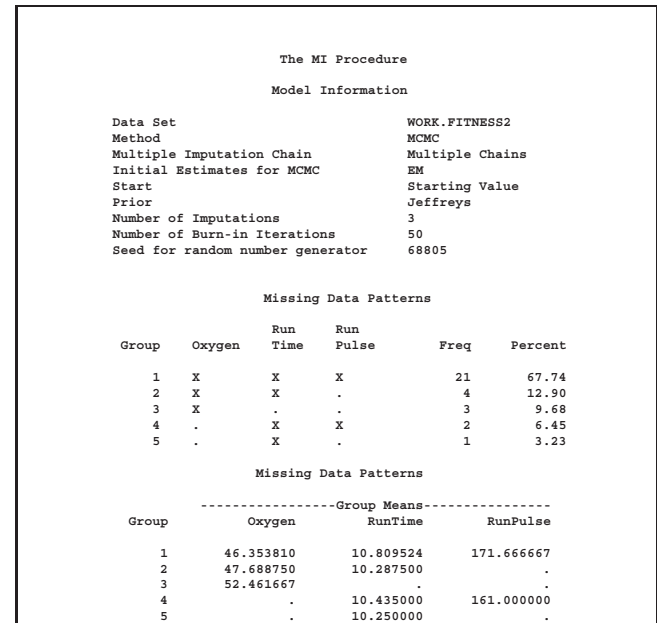 The MI Procedure
Model Information
Data Set WORK.FITNESS2
Method MCMC
Multiple Imputation Chain Multiple Chains
Initial Estimates for MCMC EM
Start Starting Value
Prior Jeffreys
Number of Imputations 3
Number of Burn-in Iterations 50
Seed for random number generator 68805
Missing Data Patterns
Run Run
Group Oxygen Time Pulse Freq Percent
1 X X X 21 67.74
2 X X . 4 12.90
3 X . . 3 9.68
4 . X X 2 6.45
5 . X . 1 3.23
Missing Data Patterns
-----------------Group Means----------------
Group Oxygen RunTime RunPulse
1 46.353810 10.809524 171.666667
2 47.688750 10.287500 .
3 52.461667 . .
4 . 10.435000 161.000000
5 . 10.250000 .